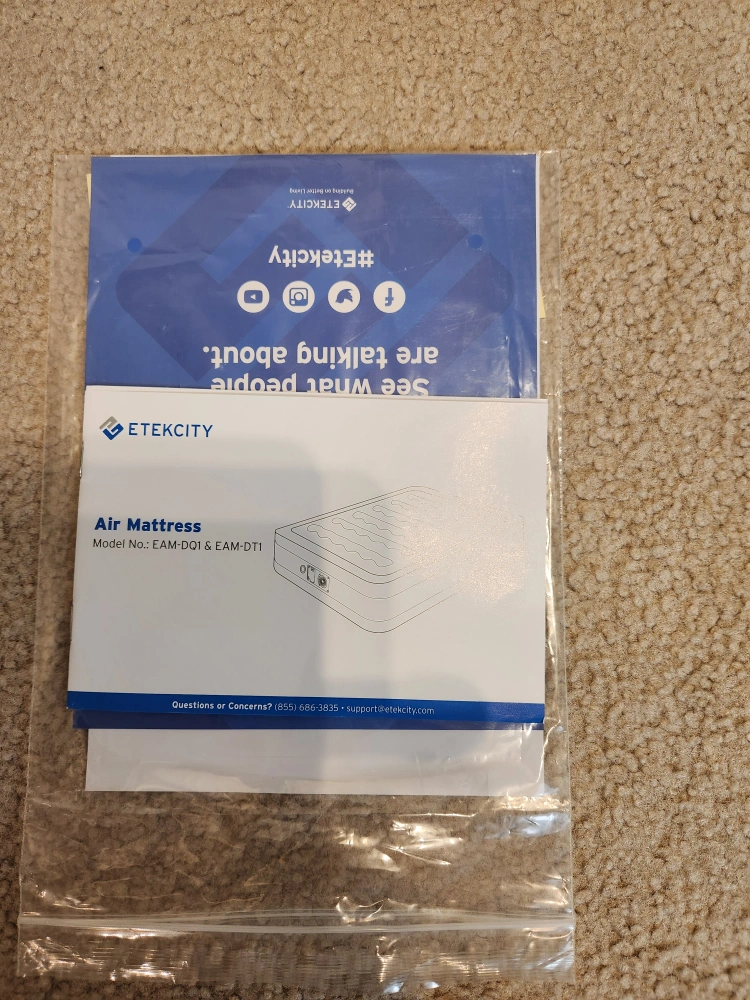 ETEKCITY
Building on Better Living
#Etekcity
See what people
are talking about.
ETEKCITY
Air Mattress
Model No.: EAM-DQ1 & EAM-DT1
Questions or Concerns? (855) 686-3835 • support@etekcity.com